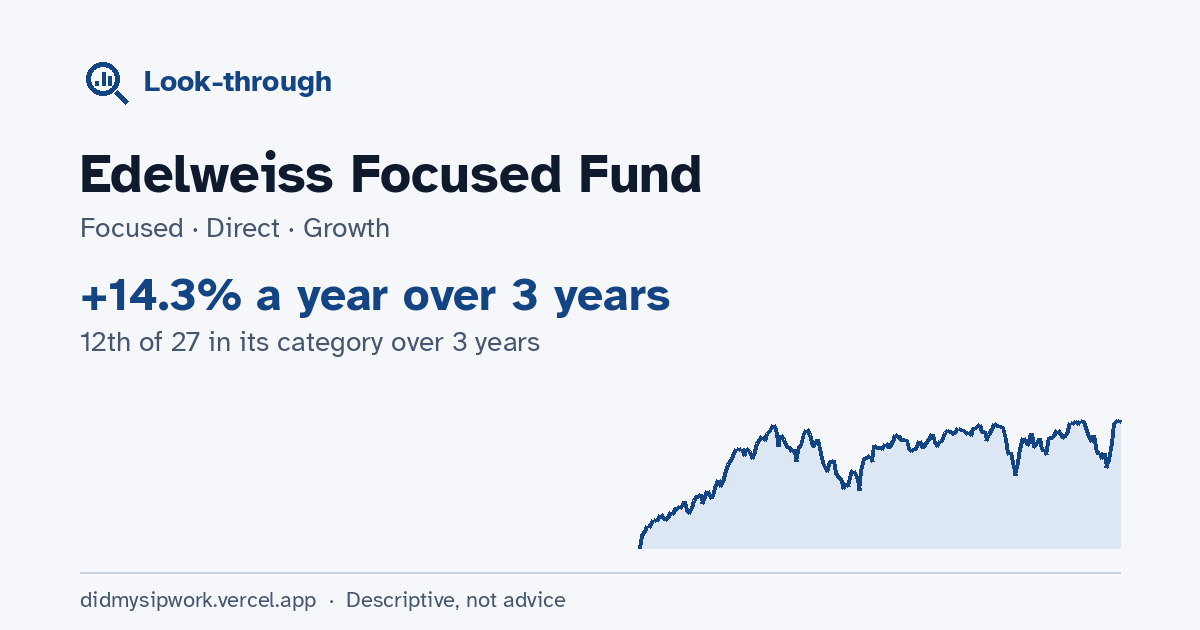 Look-through
Edelweiss Focused Fund
Focused · Direct · Growth
+14.3% a year over 3 years
12th of 27 in its category over 3 years
didmysipwork.vercel.app · Descriptive, not advice